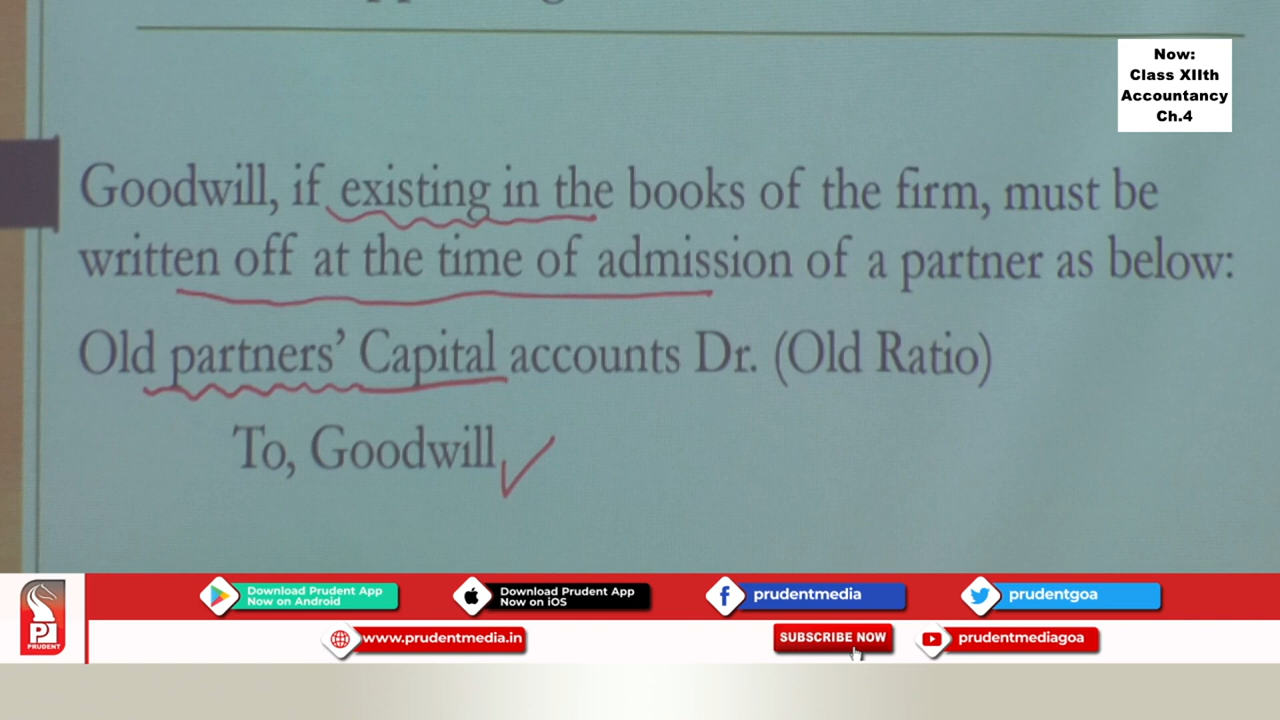 Now:
Class XIIth
Accountancy
Ch.4
Goodwill, if existing in the books of the firm, must be
written off at the time of admission of a partner as below:
Old partners’ Capital accounts Dr. (Old Ratio)
To, Goodwill
Download Prudent App
Now on Android
Download Prudent App
Now on iOS
prudentmedia
prudentgoa
PRUDENT
www.prudentmedia.in
SUBSCRIBE NOW
prudentmediagoa